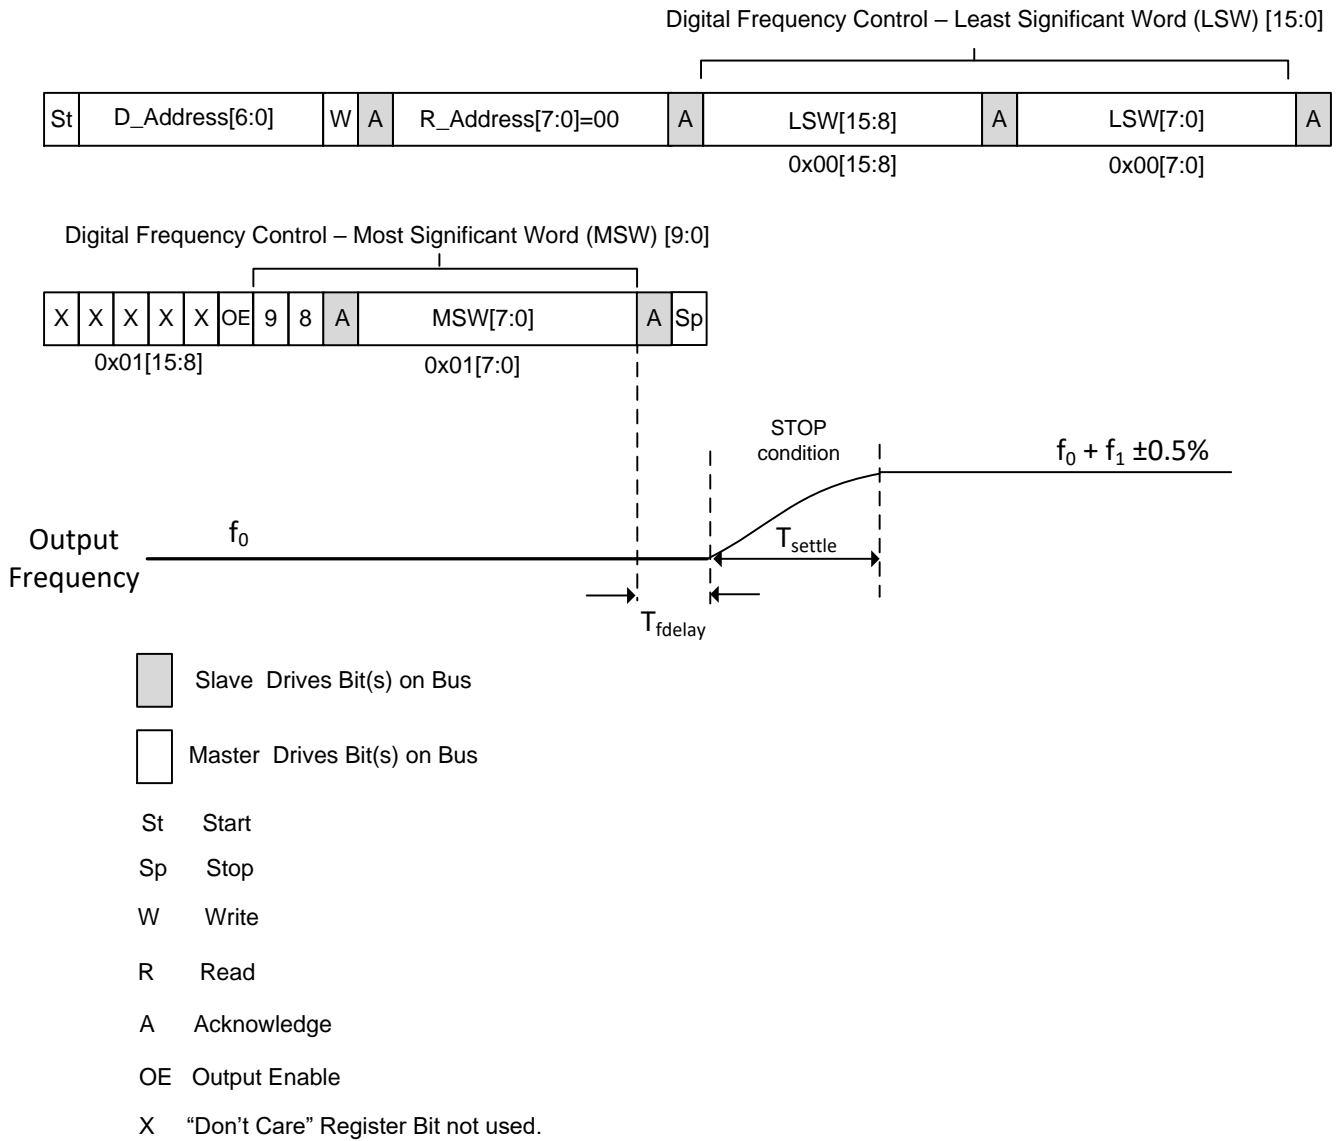 Digital Frequency Control – Least Significant Word (LSW) [15:0]
St D_Address[6:0] W A R_Address[7:0]=00 A LSW[15:8] A LSW[7:0] A
0x00[15:8] 0x00[7:0]
Digital Frequency Control – Most Significant Word (MSW) [9:0]
X X X X X OE 9 8 A MSW[7:0] A Sp
0x01[15:8] 0x01[7:0]
STOP
condition
f0 + f1 ±0.5%
f0
Output
Frequency
Tsettle
Tfdelay
Slave Drives Bit(s) on Bus
Master Drives Bit(s) on Bus
St Start
Sp Stop
W Write
R Read
A Acknowledge
OE Output Enable
X “Don’t Care” Register Bit not used.